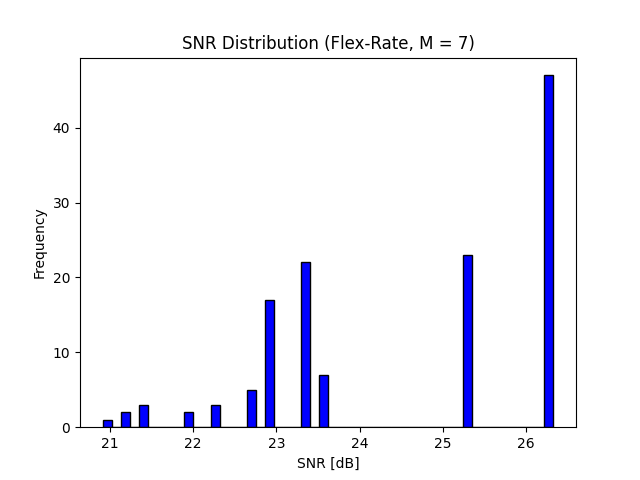 SNR Distribution (Flex-Rate, M = 7)
40
30
20
10
0
Frequency
21 22 23 24 25 26
SNR [dB]